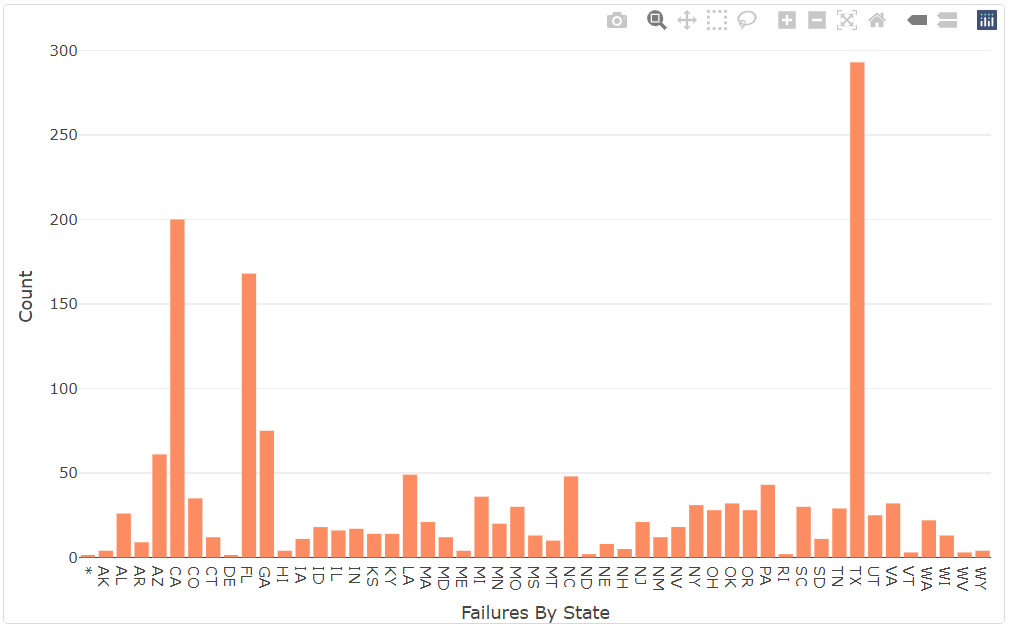 300
250
200
150
100
50
0
Count
* AK AL AR AZ CA CO CT DE FL GA HI IA ID IL IN KS KY LA MA MD ME MI MN MO MS MT NC ND NE NH NJ NM NV NY OH OK OR PA RI SC SD TN TX UT VA VT WA WI WV WY
Failures By State